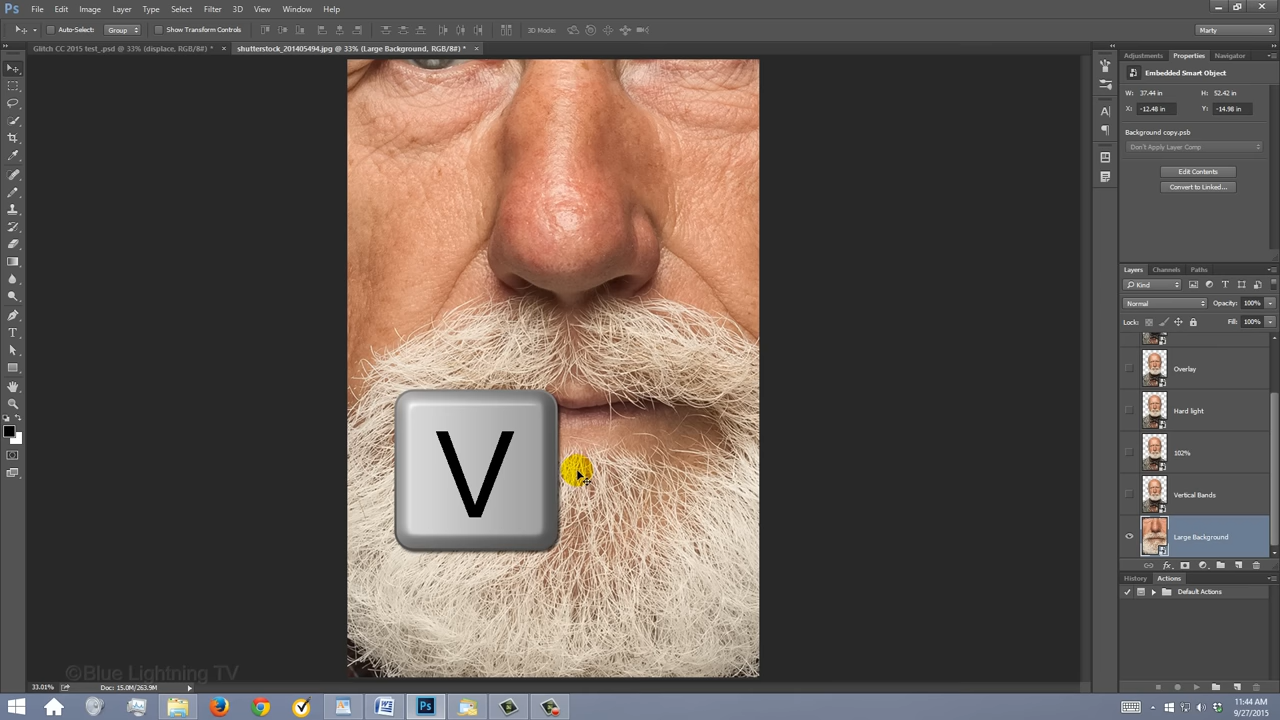 Ps File Edit Image Layer Type Select Filter 3D View Window Help
Auto-Select: Group Show Transform Controls 3D Mode: Marty
Glitch CC 2015 test_.psd @ 33% (displace, RGB/8#) * × shutterstock_201405494.jpg @ 33% (Large Background, RGB/8#) * ×
Adjustments Properties Navigator
Embedded Smart Object
W: 37.44 in H: 52.42 in
X: -12.48 in Y: -14.98 in
Background copy.psb
Don't Apply Layer Comp
Edit Contents
Convert to Linked...
Layers Channels Paths
Kind
Normal Opacity: 100%
Lock: Fill: 100%
Overlay
Hard light
102%
Vertical Bands
Large Background
History Actions
Default Actions
V
©Blue Lightning TV
33.01% Doc: 15.0M/263.9M
11:44 AM
9/27/2015